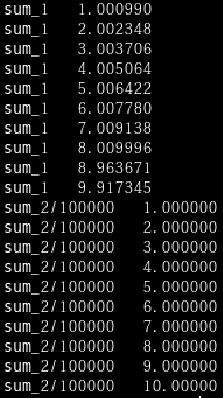 sum_1 1.000990
sum_1 2.002348
sum_1 3.003706
sum_1 4.005064
sum_1 5.006422
sum_1 6.007780
sum_1 7.009138
sum_1 8.009996
sum_1 8.963671
sum_1 9.917345
sum_2/100000 1.000000
sum_2/100000 2.000000
sum_2/100000 3.000000
sum_2/100000 4.000000
sum_2/100000 5.000000
sum_2/100000 6.000000
sum_2/100000 7.000000
sum_2/100000 8.000000
sum_2/100000 9.000000
sum_2/100000 10.00000